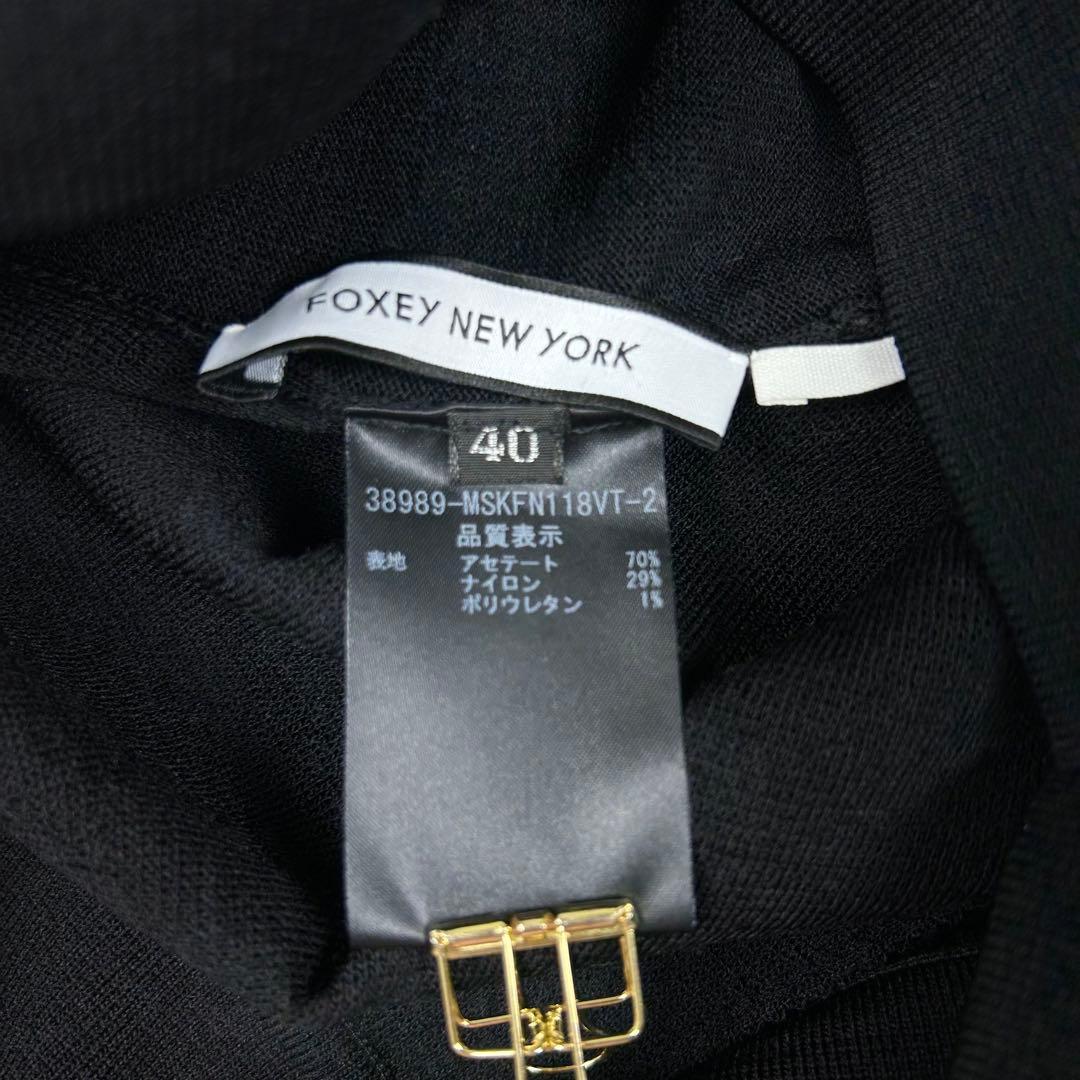 FOXEY NEW YORK
40
38989-MSKFN118VT-2
品質表示
表地 アセテート 70%
ナイロン 29%
ポリウレタン 1%